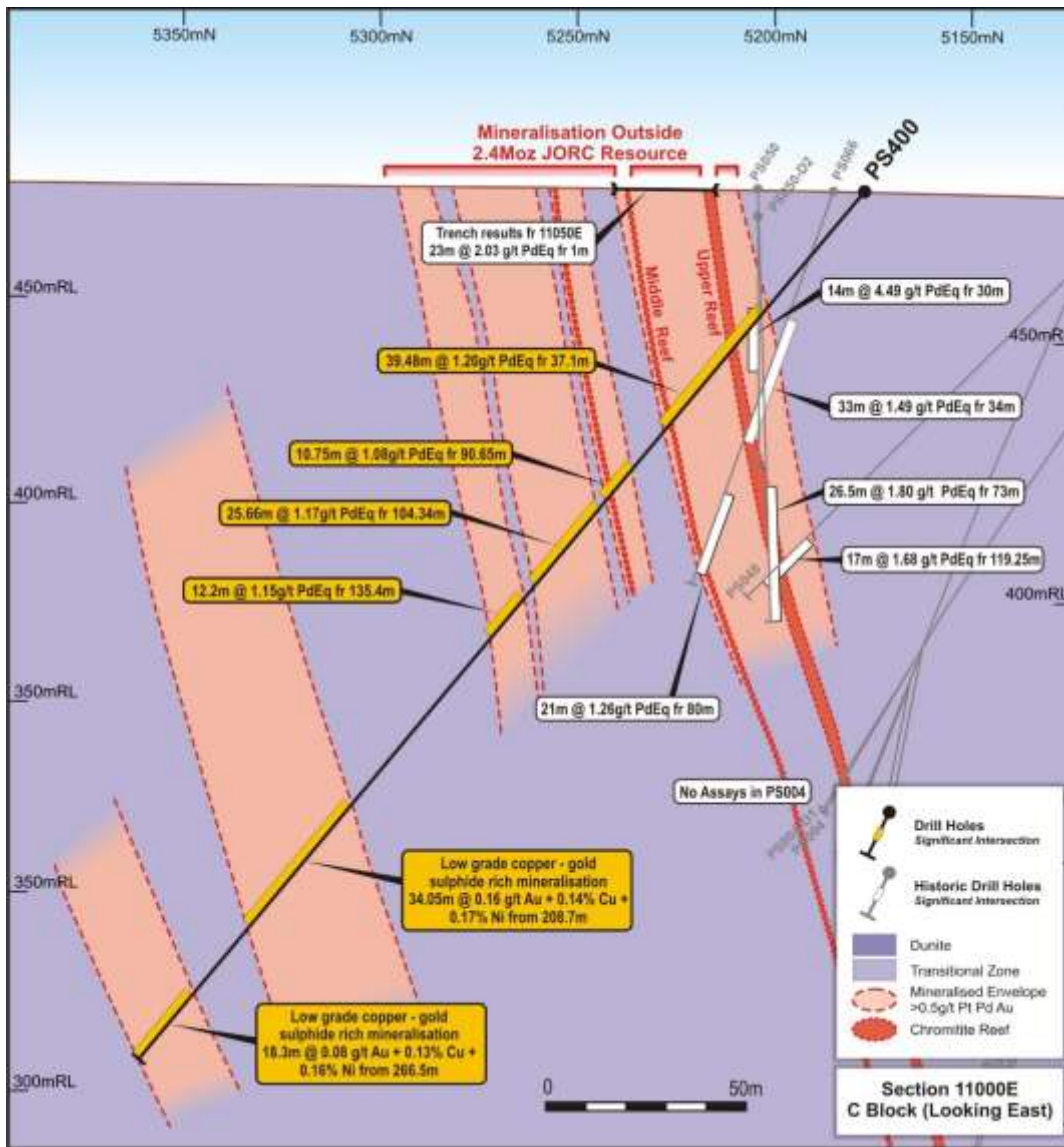 5350mN
5300mN
5250mN
5200mN
5150mN
Mineralisation Outside
2.4Moz JORC Resource
PS050
PS050-D2
PS066
PS400
Trench results fr 11050E
23m @ 2.03 g/t PdEq fr 1m
Middle Reef
Upper Reef
450mRL
14m @ 4.49 g/t PdEq fr 30m
450mRL
39.48m @ 1.20g/t PdEq fr 37.1m
33m @ 1.49 g/t PdEq fr 34m
10.75m @ 1.08g/t PdEq fr 90.65m
400mRL
26.5m @ 1.80 g/t PdEq fr 73m
25.66m @ 1.17g/t PdEq fr 104.34m
17m @ 1.68 g/t PdEq fr 119.25m
PS048
12.2m @ 1.15g/t PdEq fr 135.4m
400mRL
350mRL
21m @ 1.26g/t PdEq fr 80m
No Assays in PS004
Drill Holes
Significant Intersection
Historic Drill Holes
Significant Intersection
Dunite
Transitional Zone
Mineralised Envelope
>0.5g/t Pt Pd Au
Chromitite Reef
350mRL
Low grade copper - gold
sulphide rich mineralisation
34.05m @ 0.16 g/t Au + 0.14% Cu +
0.17% Ni from 208.7m
Low grade copper - gold
sulphide rich mineralisation
18.3m @ 0.08 g/t Au + 0.13% Cu +
0.16% Ni from 266.5m
300mRL
0
50m
Section 11000E
C Block (Looking East)